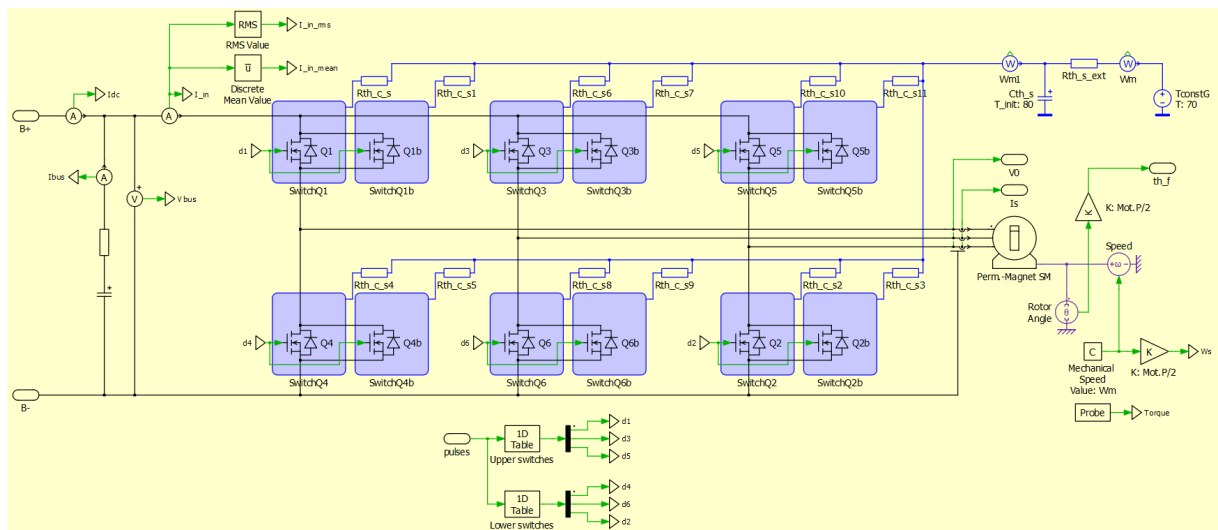 RMS
I_in_rms
RMS Value
u
I_in_mean
Discrete
Mean Value
Idc
I_in
A
A
B+
Rth_c_s
Rth_c_s1
Rth_c_s6
Rth_c_s7
Rth_c_s10
Rth_c_s11
W
Wm1
Cth_s
T_init: 80
Rth_s_ext
W
Wm
TconstG
T: 70
d1
Q1
Q1b
d3
Q3
Q3b
d5
Q5
Q5b
SwitchQ1
SwitchQ1b
SwitchQ3
SwitchQ3b
SwitchQ5
SwitchQ5b
Ibus
A
V
Vbus
V0
Is
th_f
K
K: Mot.P/2
Perm.-Magnet SM
Speed
+ω−
Rotor
Angle
θ
Rth_c_s4
Rth_c_s5
Rth_c_s8
Rth_c_s9
Rth_c_s2
Rth_c_s3
d4
Q4
Q4b
d6
Q6
Q6b
d2
Q2
Q2b
SwitchQ4
SwitchQ4b
SwitchQ6
SwitchQ6b
SwitchQ2
SwitchQ2b
B-
C
Mechanical
Speed
Value: Wm
K
K: Mot.P/2
Ws
Probe
Torque
pulses
1D
Table
Upper switches
d1
d3
d5
1D
Table
Lower switches
d4
d6
d2